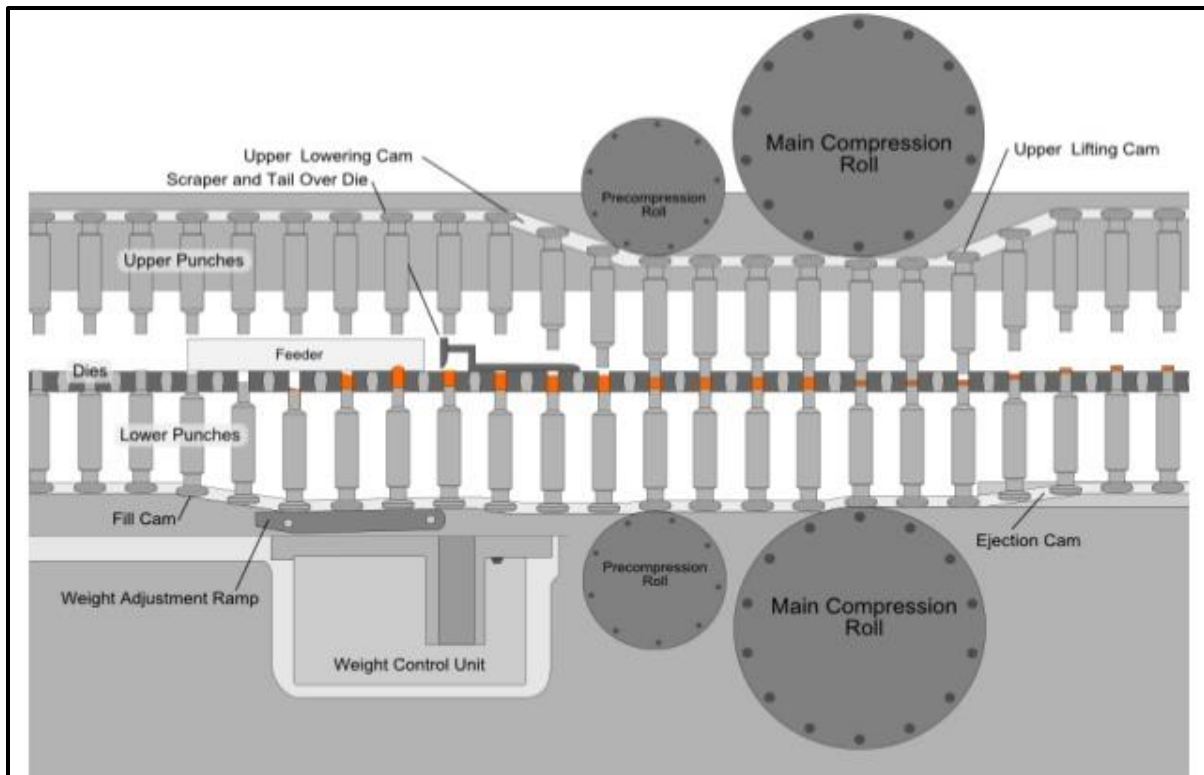 Main Compression
Roll
Upper Lowering Cam
Scraper and Tail Over Die
Upper Lifting Cam
Precompression
Roll
Upper Punches
Feeder
Dies
Lower Punches
Fill Cam
Ejection Cam
Precompression
Roll
Weight Adjustment Ramp
Main Compression
Roll
Weight Control Unit